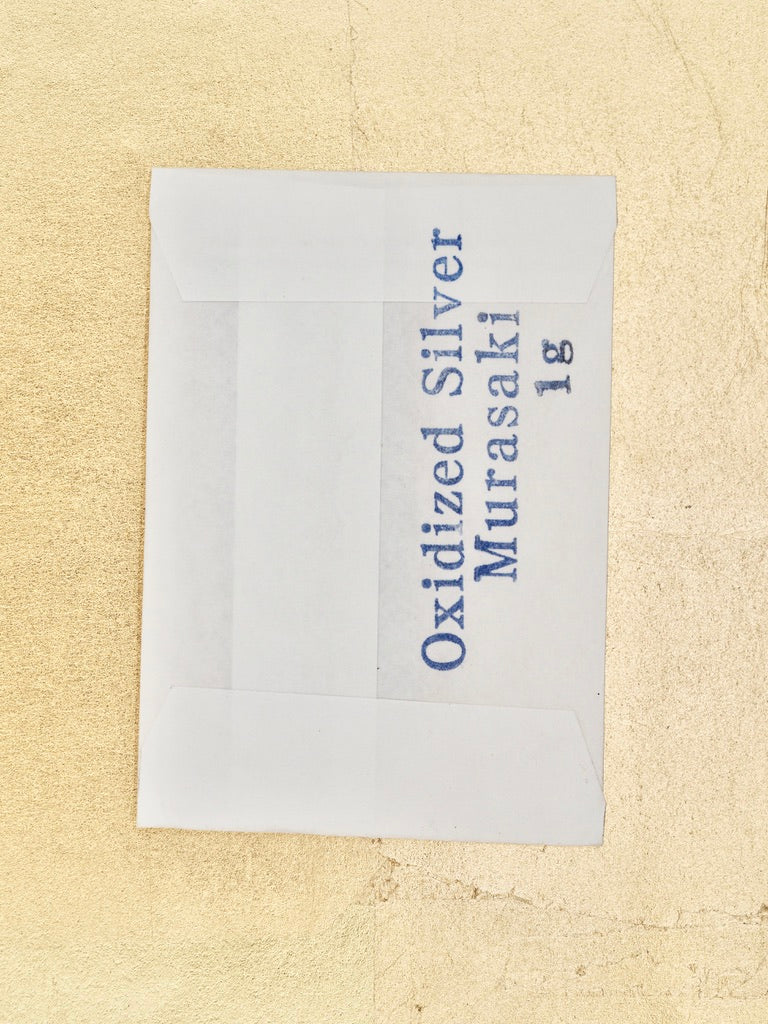 Oxidized Silver
Murasaki
1g